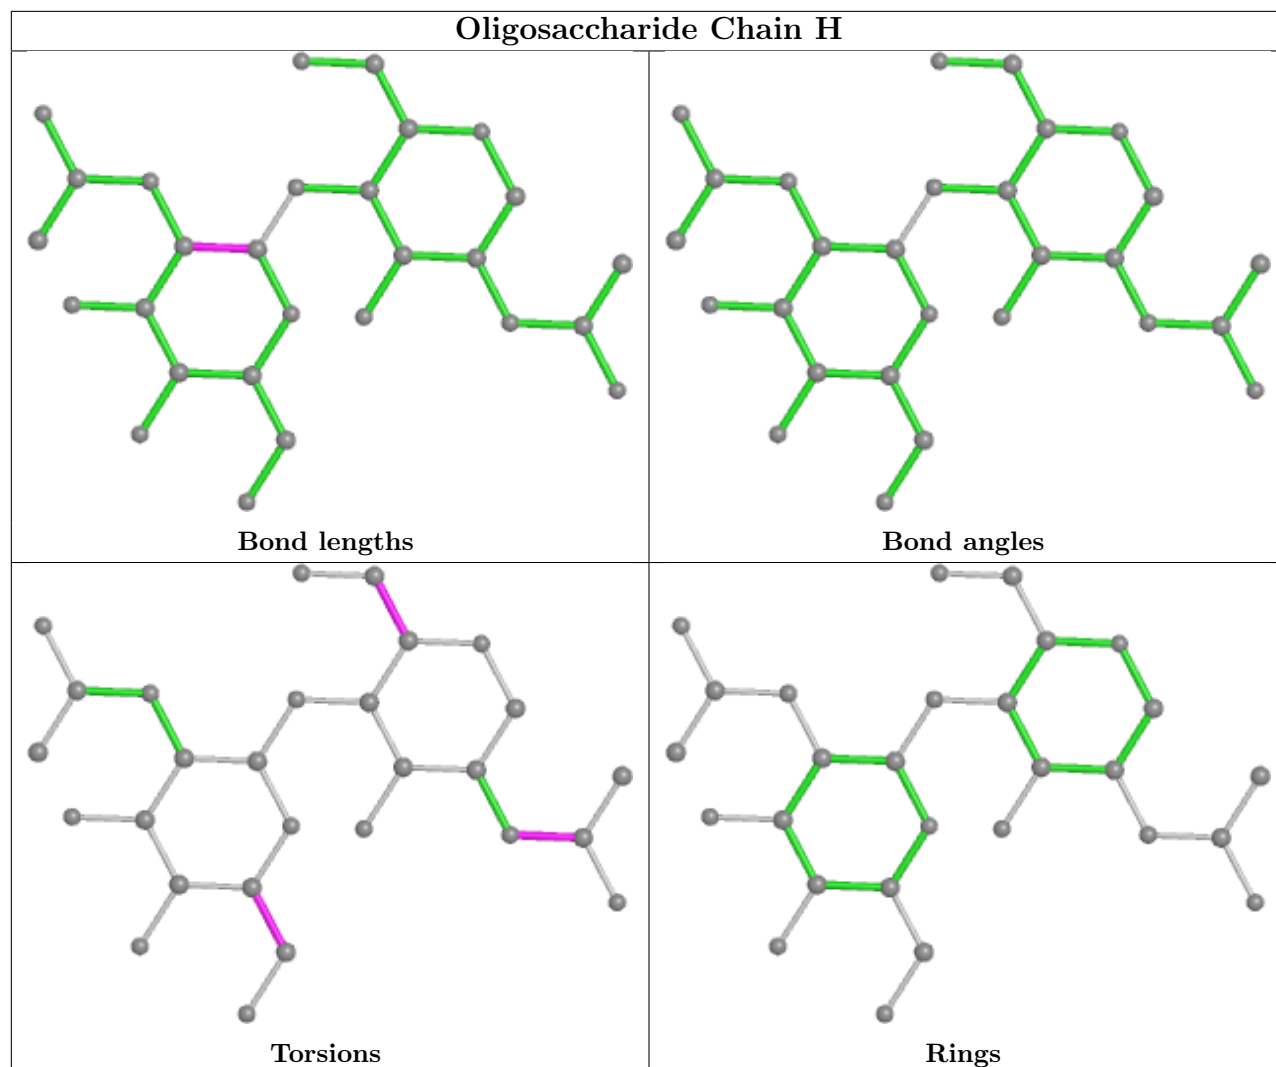 Oligosaccharide Chain H
Bond lengths
Bond angles
Torsions
Rings